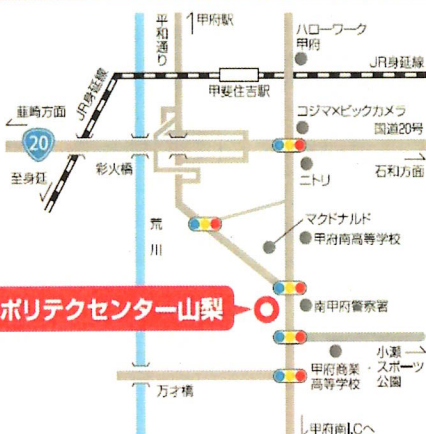 平和通り
甲府駅
ハローワーク
甲府
JR身延線
甲斐住吉駅
JR身延線
韮崎方面
20
至身延
彩火橋
コジマ×ビックカメラ
国道20号
石和方面
ニトリ
荒川
マクドナルド
甲府南高等学校
ポリテクセンター山梨
南甲府警察署
甲府商業
高等学校
小瀬
スポーツ
公園
万才橋
甲府南I.Cへ